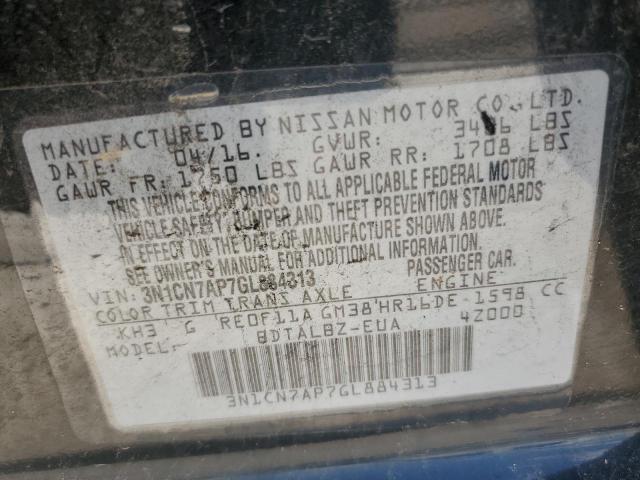 MANUFACTURED BY NISSAN MOTOR CO., LTD.
DATE: 04/16. GVWR: LBS
GAWR FR: 1750 LBS GAWR RR: 1708 LBS
THIS VEHICLE CONFORMS TO ALL APPLICABLE FEDERAL MOTOR
VEHICLE SAFETY, BUMPER AND THEFT PREVENTION STANDARDS
IN EFFECT ON THE DATE OF MANUFACTURE SHOWN ABOVE.
SEE OWNER'S MANUAL FOR ADDITIONAL INFORMATION.
VIN: 3N1CN7AP7GL884313 PASSENGER CAR.
COLOR TRIM TRANS AXLE ENGINE
KH3 G RE0F11A GM38 HR16DE-1598 CC
MODEL: BDTALBZ-EUA 4Z000
3N1CN7AP7GL884313